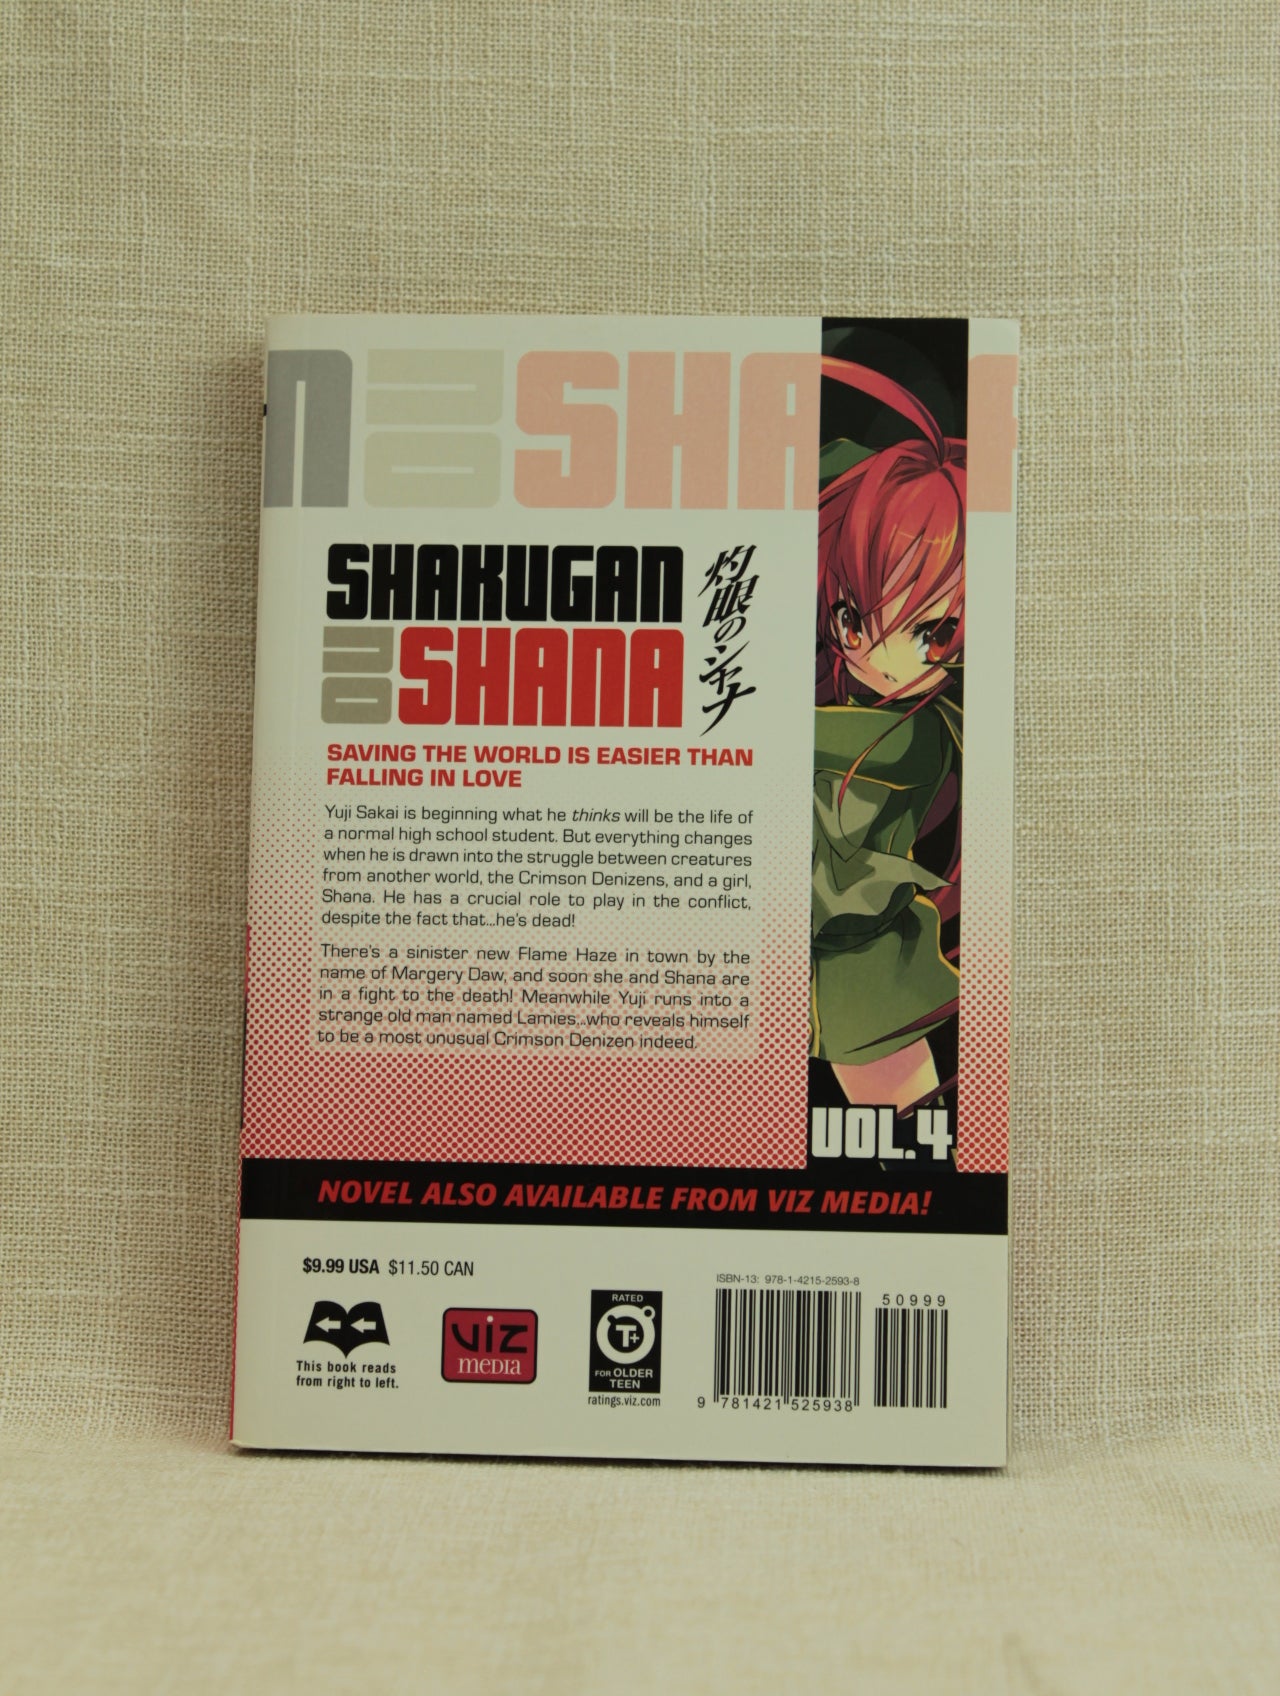 N NO SHANA
SHAKUGAN
NO SHANA
灼眼のシャナ
SAVING THE WORLD IS EASIER THAN
FALLING IN LOVE
Yuji Sakai is beginning what he thinks will be the life of
a normal high school student. But everything changes
when he is drawn into the struggle between creatures
from another world, the Crimson Denizens, and a girl,
Shana. He has a crucial role to play in the conflict,
despite the fact that...he's dead!
There's a sinister new Flame Haze in town by the
name of Margery Daw, and soon she and Shana are
in a fight to the death! Meanwhile Yuji runs into a
strange old man named Lamies...who reveals himself
to be a most unusual Crimson Denizen indeed.
VOL.4
NOVEL ALSO AVAILABLE FROM VIZ MEDIA!
$9.99 USA $11.50 CAN
This book reads
from right to left.
VIZ
MEDIA
RATED
T+
FOR OLDER
TEEN
ratings.viz.com
ISBN-13: 978-1-4215-2593-8
50999
9 781421 525938